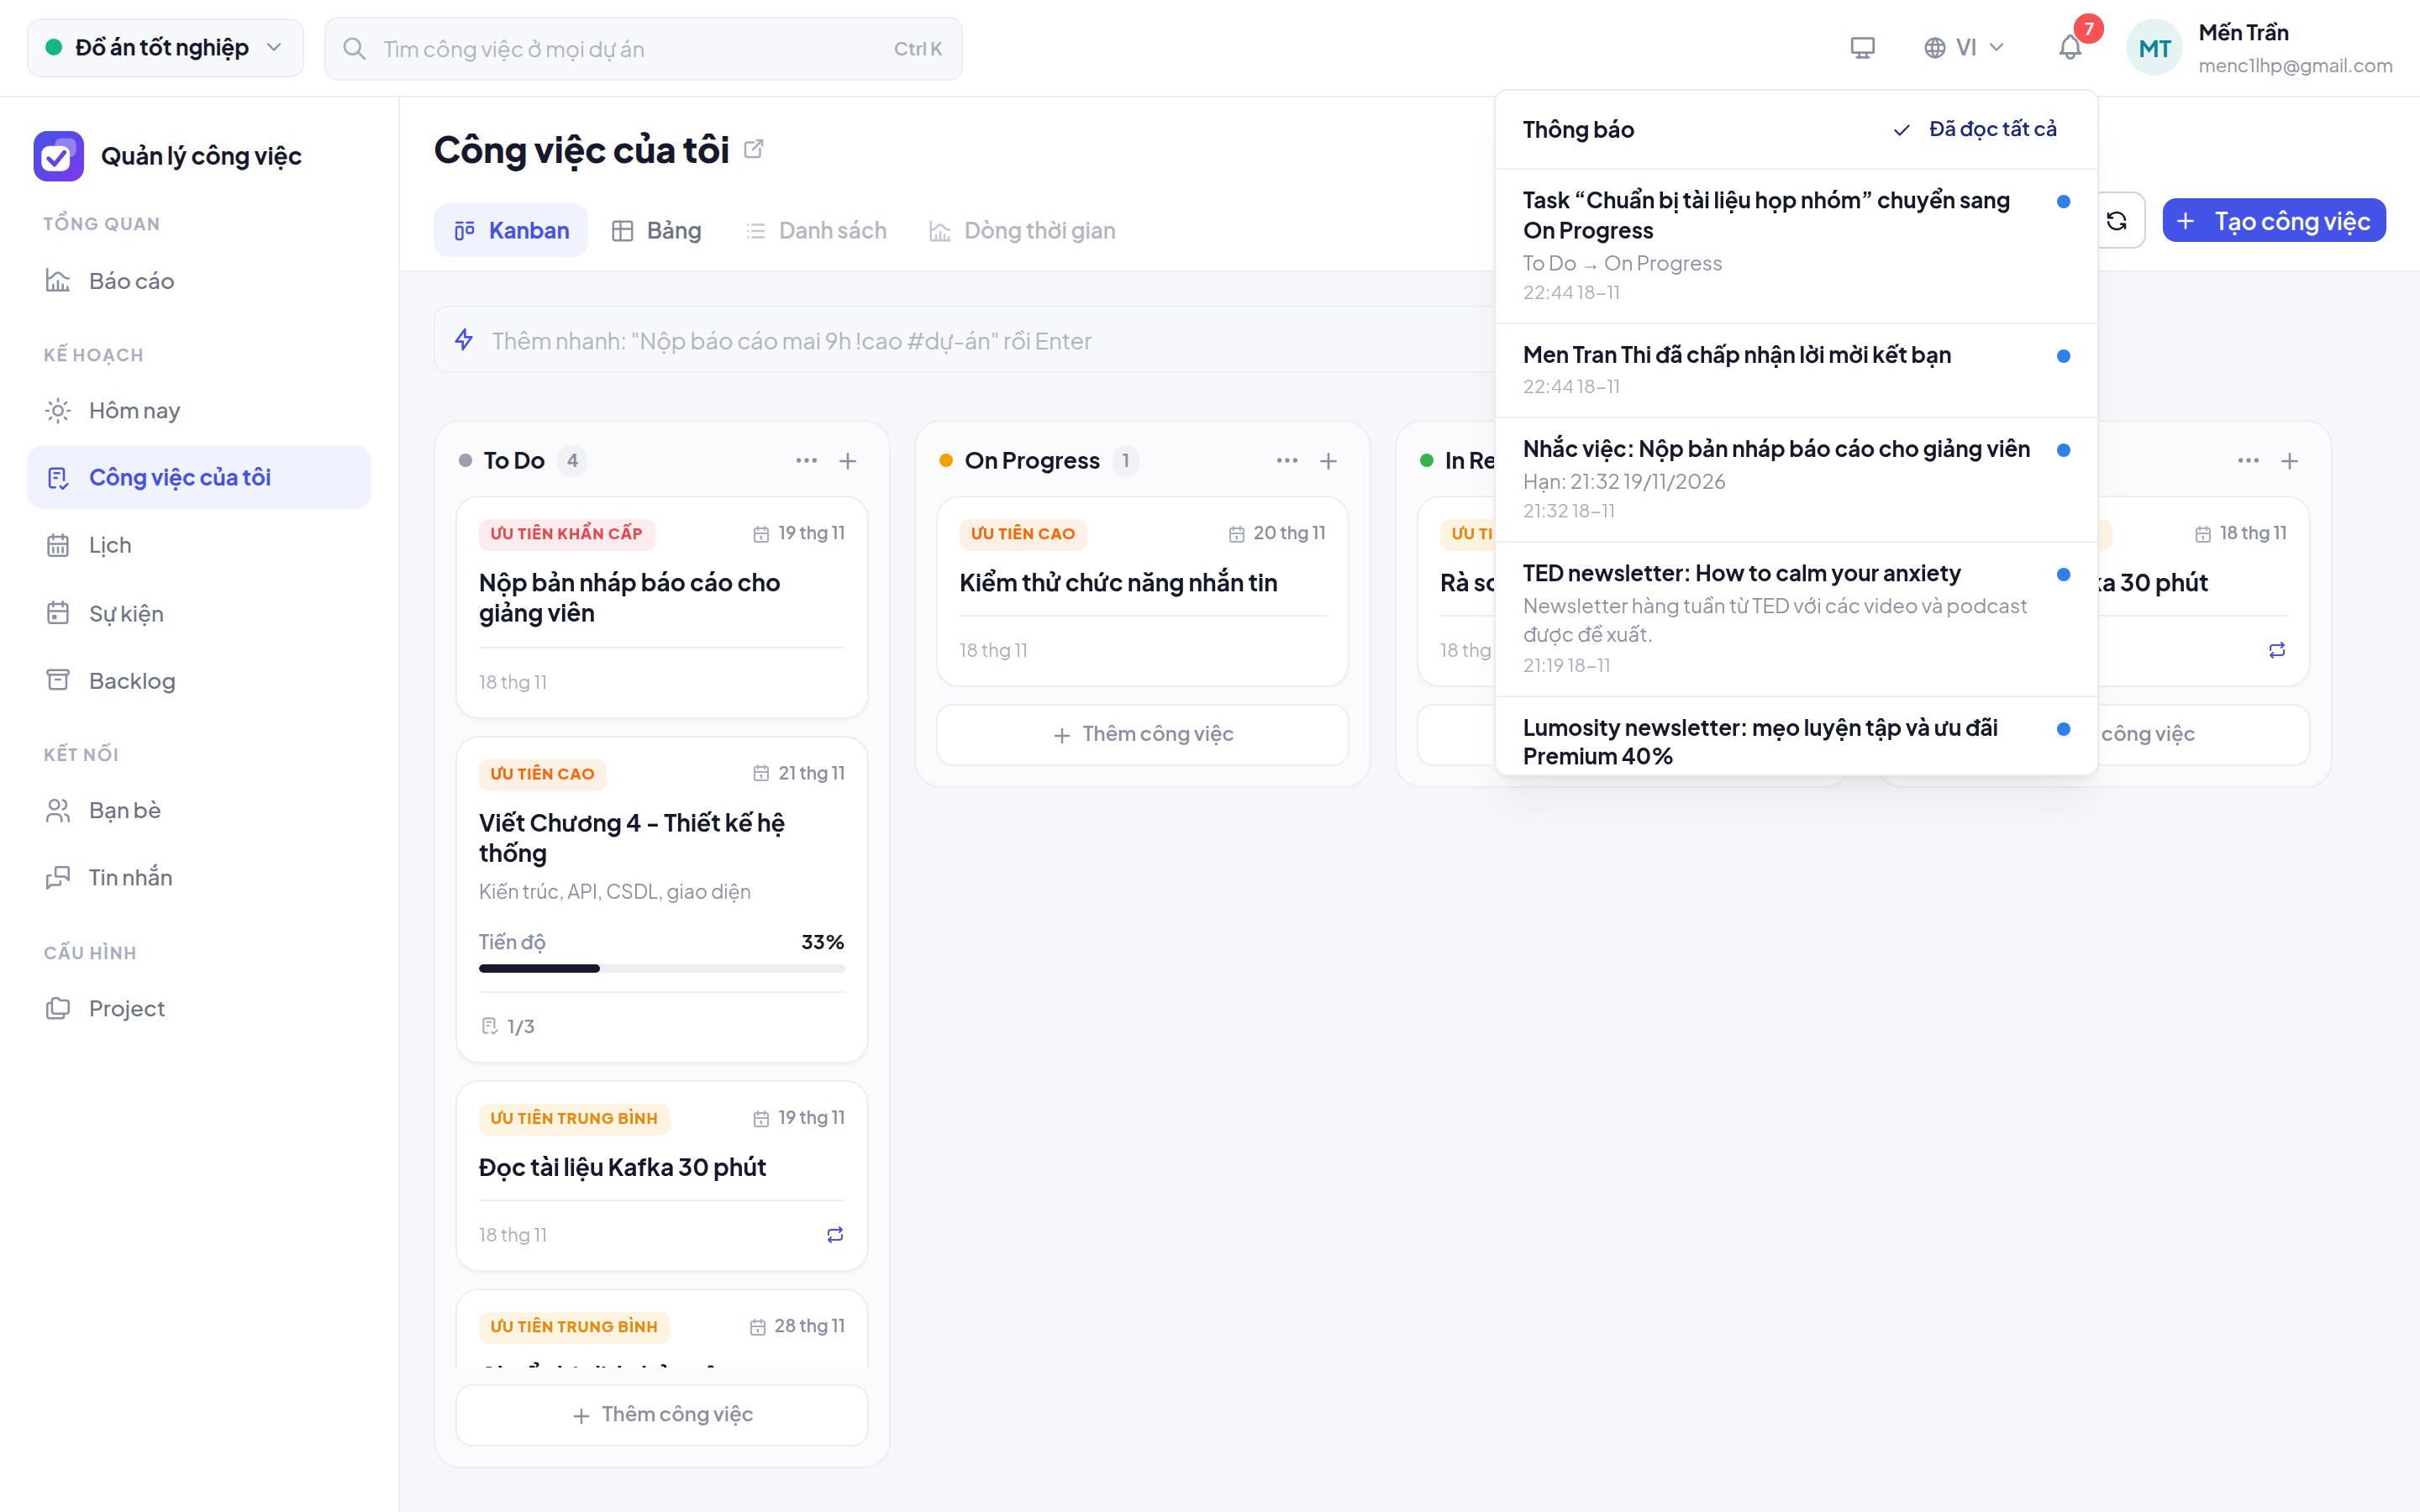 Đồ án tốt nghiệp
Tìm công việc ở mọi dự án
Ctrl K
VI
7
MT
Mến Trần
menc1lhp@gmail.com
Quản lý công việc
TỔNG QUAN
Báo cáo
KẾ HOẠCH
Hôm nay
Công việc của tôi
Lịch
Sự kiện
Backlog
KẾT NỐI
Bạn bè
Tin nhắn
CẤU HÌNH
Project
Công việc của tôi
Kanban
Bảng
Danh sách
Dòng thời gian
Tạo công việc
Thêm nhanh: "Nộp báo cáo mai 9h !cao #dự-án" rồi Enter
To Do
4
ƯU TIÊN KHẨN CẤP
19 thg 11
Nộp bản nháp báo cáo cho
giảng viên
18 thg 11
ƯU TIÊN CAO
21 thg 11
Viết Chương 4 – Thiết kế hệ
thống
Kiến trúc, API, CSDL, giao diện
Tiến độ
33%
1/3
ƯU TIÊN TRUNG BÌNH
19 thg 11
Đọc tài liệu Kafka 30 phút
18 thg 11
ƯU TIÊN TRUNG BÌNH
28 thg 11
Thêm công việc
On Progress
1
ƯU TIÊN CAO
20 thg 11
Kiểm thử chức năng nhắn tin
18 thg 11
Thêm công việc
In Re
ƯU TI
Rà so
18 thg
18 thg 11
ka 30 phút
công việc
Thông báo
Đã đọc tất cả
Task “Chuẩn bị tài liệu họp nhóm” chuyển sang
On Progress
To Do → On Progress
22:44 18–11
Men Tran Thi đã chấp nhận lời mời kết bạn
22:44 18–11
Nhắc việc: Nộp bản nháp báo cáo cho giảng viên
Hạn: 21:32 19/11/2026
21:32 18–11
TED newsletter: How to calm your anxiety
Newsletter hàng tuần từ TED với các video và podcast
được đề xuất.
21:19 18–11
Lumosity newsletter: mẹo luyện tập và ưu đãi
Premium 40%